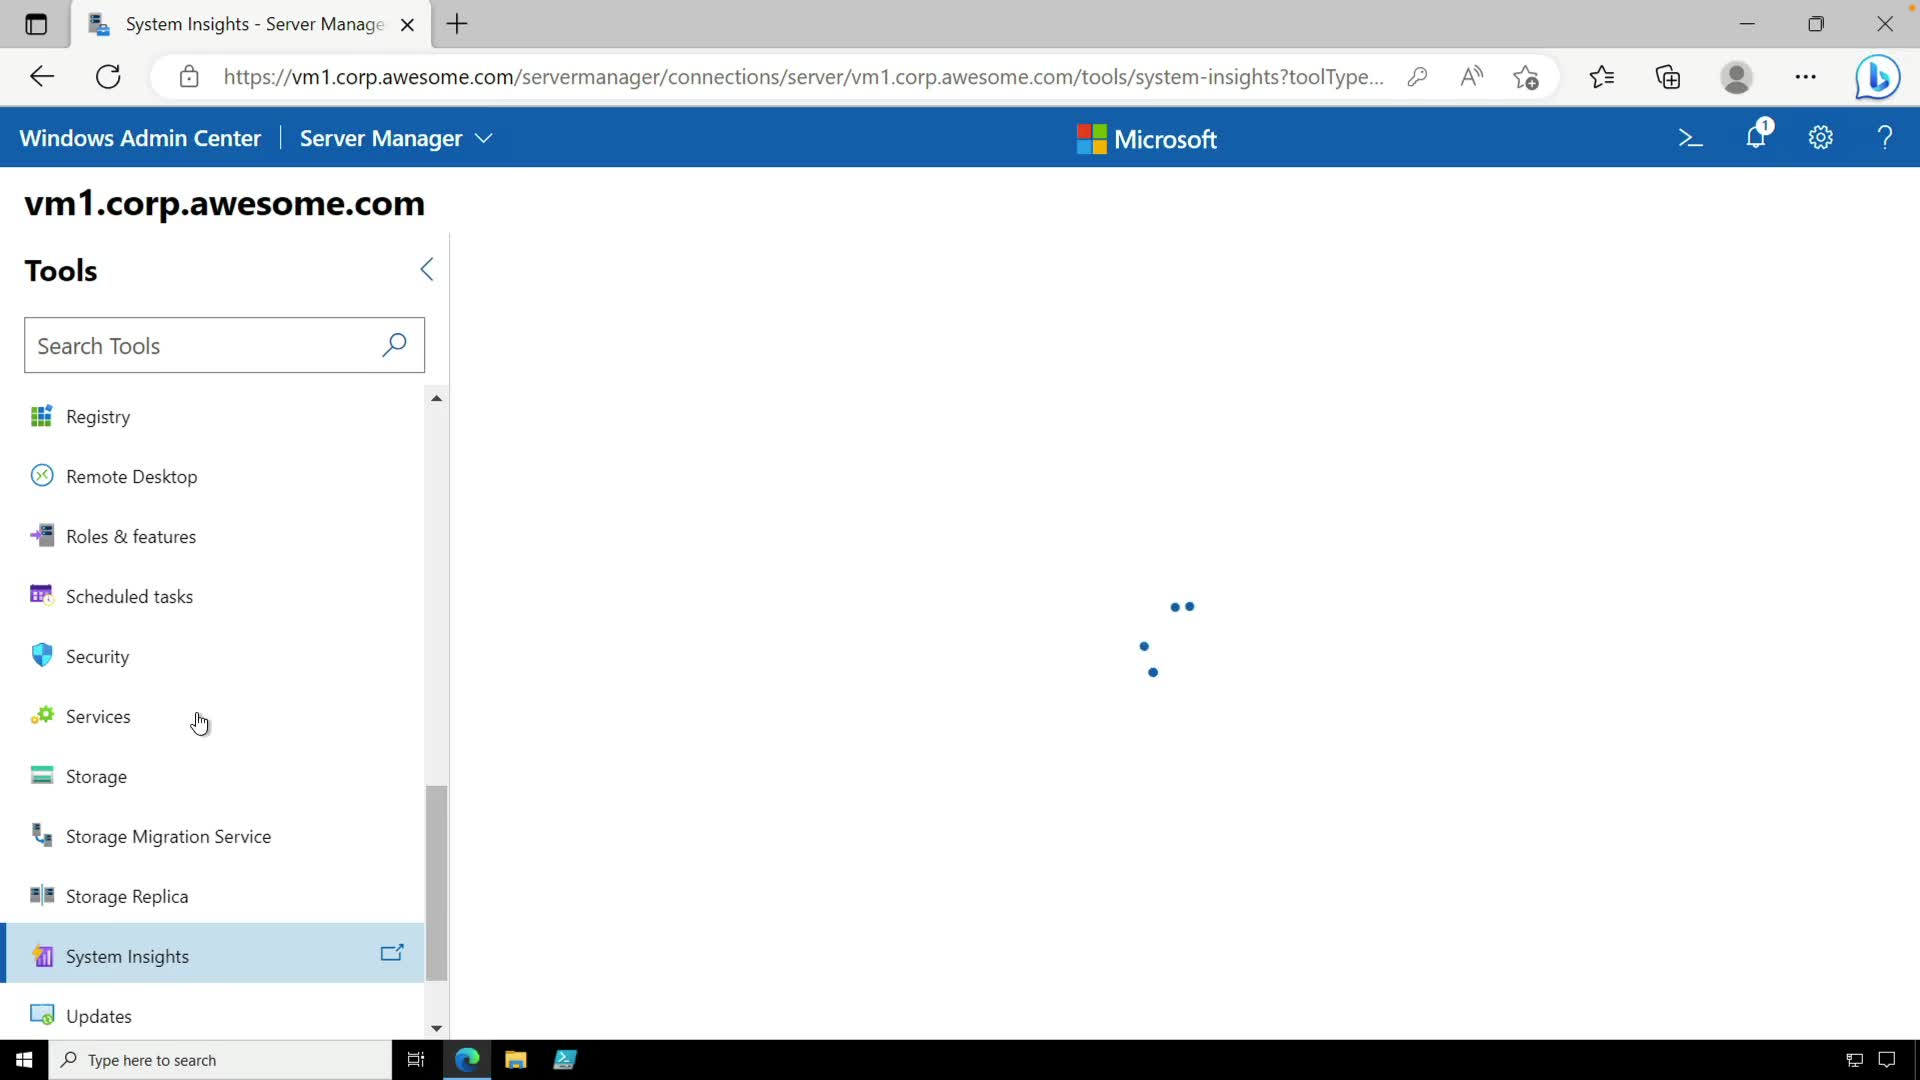 System Insights - Server Manage
https://vm1.corp.awesome.com/servermanager/connections/server/vm1.corp.awesome.com/tools/system-insights?toolType...
Windows Admin Center
Server Manager
Microsoft
1
vm1.corp.awesome.com
Tools
Search Tools
Registry
Remote Desktop
Roles & features
Scheduled tasks
Security
Services
Storage
Storage Migration Service
Storage Replica
System Insights
Updates
Type here to search